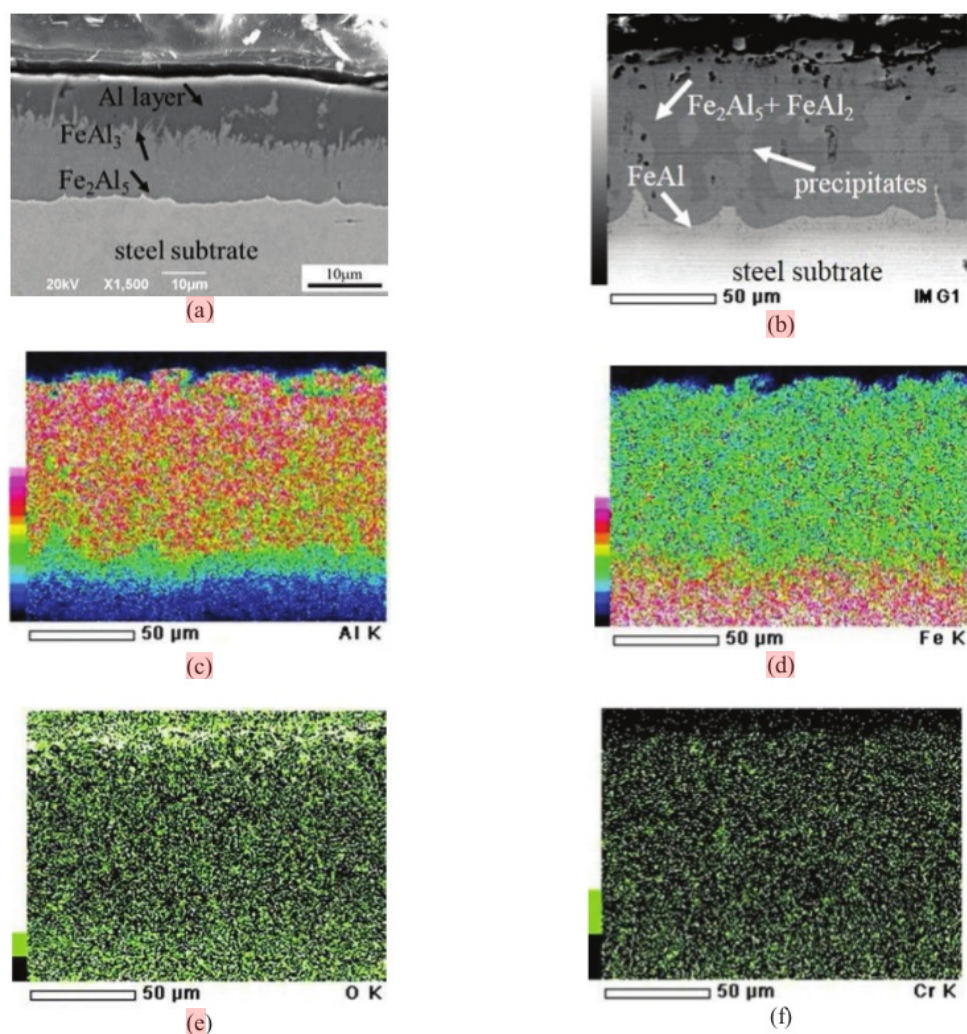 Al layer
FeAl₃
Fe₂Al₅
steel subtrate
20kV X1,500 10μm
10μm
(a)
Fe₂Al₅+ FeAl₂
FeAl
precipitates
steel subtrate
50 μm IMG1
(b)
50 μm Al K
(c)
50 μm Fe K
(d)
50 μm O K
(e)
50 μm Cr K
(f)